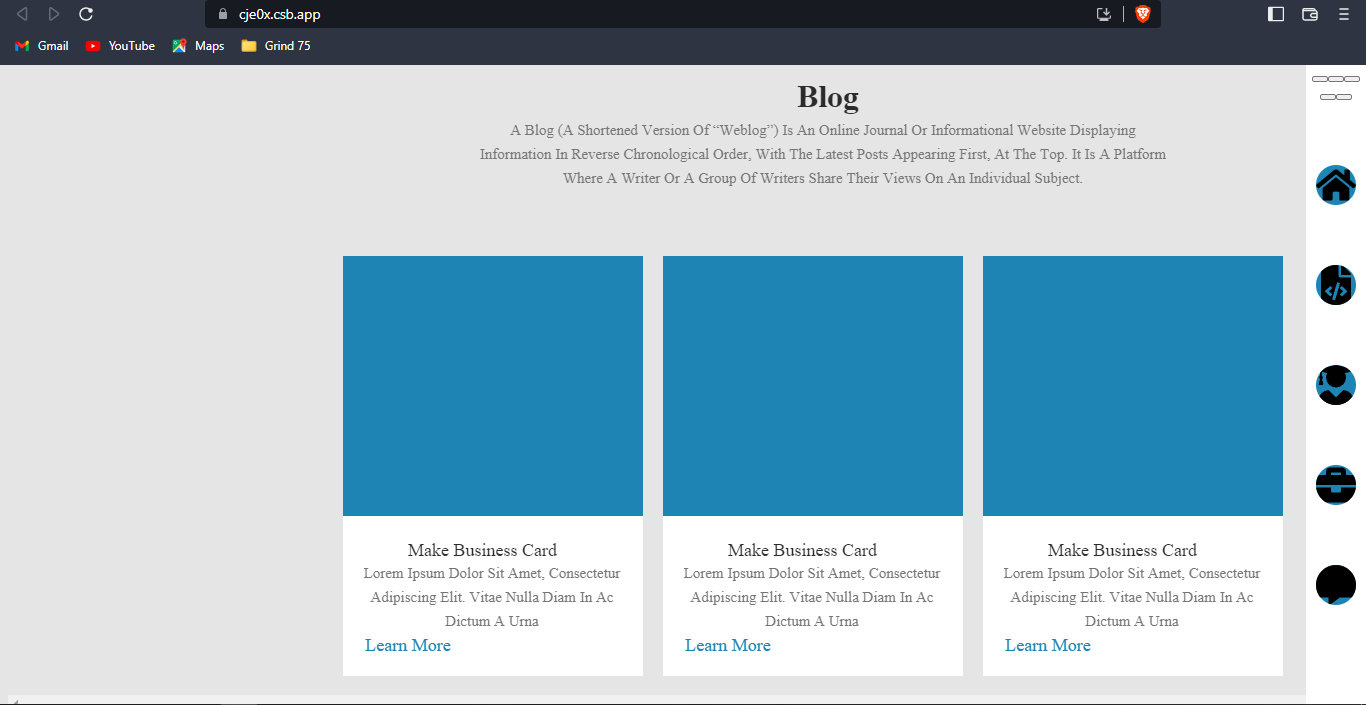 cje0x.csb.app
Gmail YouTube Maps Grind 75
Blog
A Blog (A Shortened Version Of “Weblog”) Is An Online Journal Or Informational Website Displaying
Information In Reverse Chronological Order, With The Latest Posts Appearing First, At The Top. It Is A Platform
Where A Writer Or A Group Of Writers Share Their Views On An Individual Subject.
Make Business Card
Lorem Ipsum Dolor Sit Amet, Consectetur
Adipiscing Elit. Vitae Nulla Diam In Ac
Dictum A Urna
Learn More
Make Business Card
Lorem Ipsum Dolor Sit Amet, Consectetur
Adipiscing Elit. Vitae Nulla Diam In Ac
Dictum A Urna
Learn More
Make Business Card
Lorem Ipsum Dolor Sit Amet, Consectetur
Adipiscing Elit. Vitae Nulla Diam In Ac
Dictum A Urna
Learn More